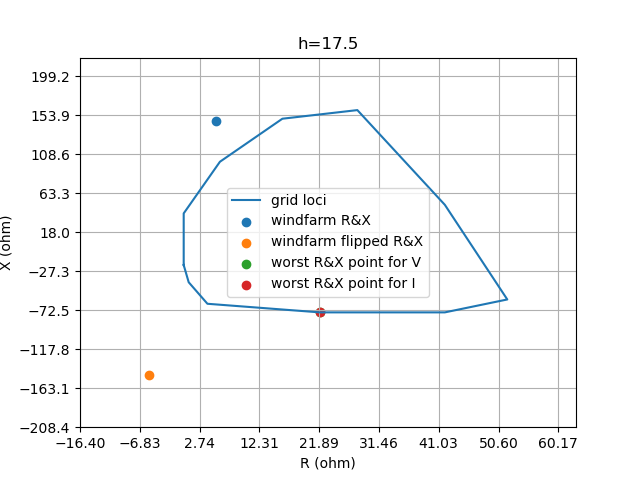 h=17.5
X (ohm)
199.2
153.9
108.6
63.3
18.0
−27.3
−72.5
−117.8
−163.1
−208.4
grid loci
windfarm R&X
windfarm flipped R&X
worst R&X point for V
worst R&X point for I
−16.40 −6.83 2.74 12.31 21.89 31.46 41.03 50.60 60.17
R (ohm)